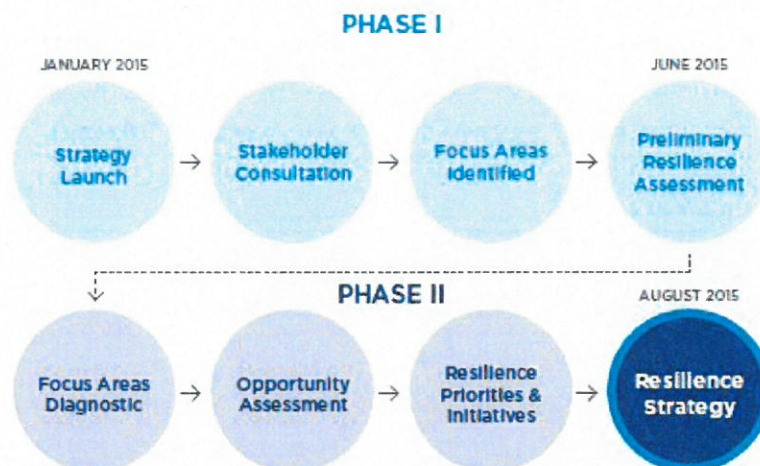 PHASE I
JANUARY 2015
JUNE 2015
Strategy
Launch
Stakeholder
Consultation
Focus Areas
Identified
Preliminary
Resilience
Assessment
PHASE II
AUGUST 2015
Focus Areas
Diagnostic
Opportunity
Assessment
Resilience
Priorities &
Initiatives
Resilience
Strategy